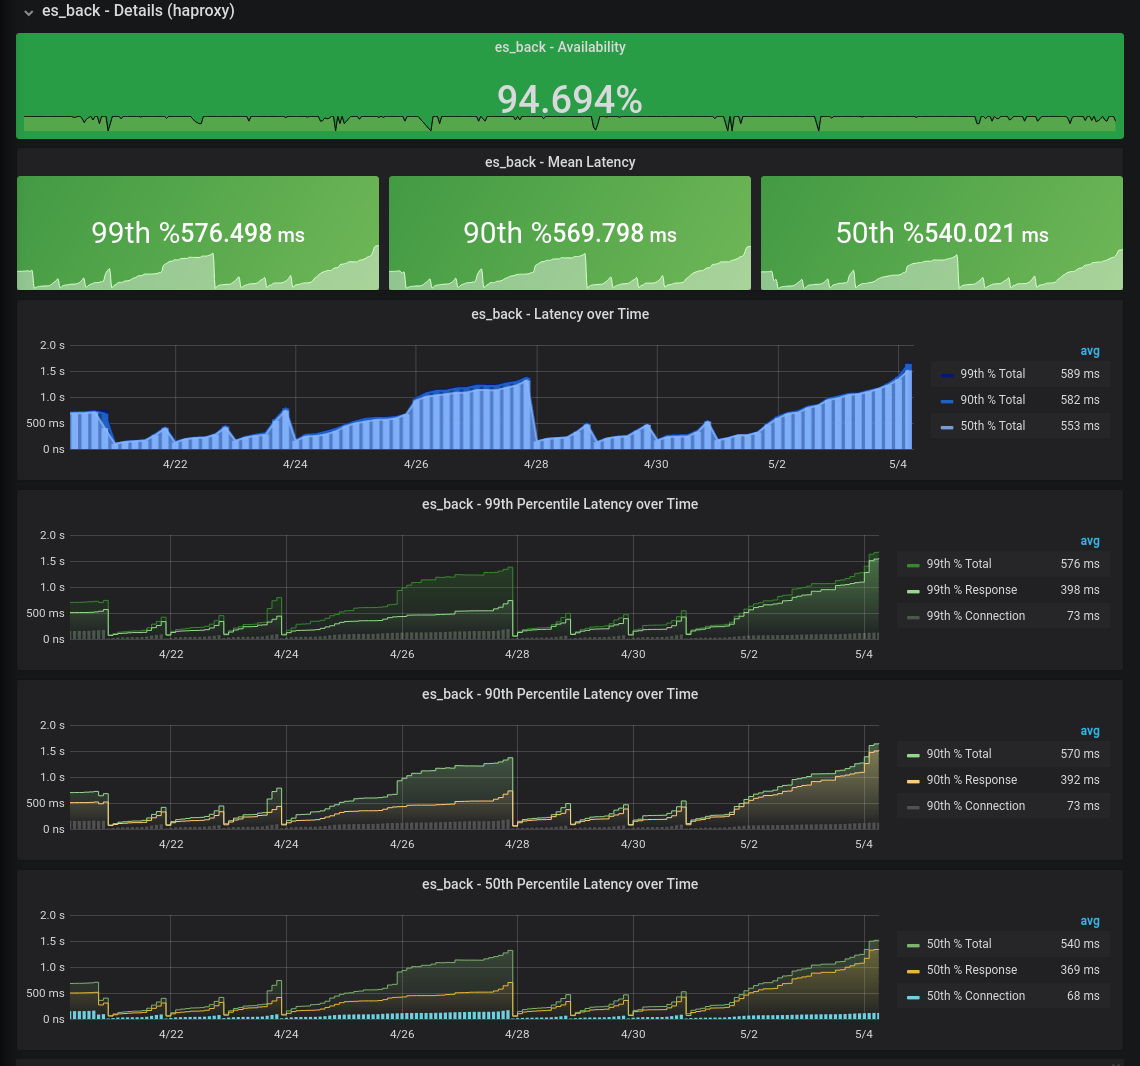 es_back - Details (haproxy)
es_back - Availability
94.694%
es_back - Mean Latency
99th %576.498 ms
90th %569.798 ms
50th %540.021 ms
es_back - Latency over Time
2.0 s
1.5 s
1.0 s
500 ms
0 ns
4/22 4/24 4/26 4/28 4/30 5/2 5/4
avg
99th % Total 589 ms
90th % Total 582 ms
50th % Total 553 ms
es_back - 99th Percentile Latency over Time
2.0 s
1.5 s
1.0 s
500 ms
0 ns
4/22 4/24 4/26 4/28 4/30 5/2 5/4
avg
99th % Total 576 ms
99th % Response 398 ms
99th % Connection 73 ms
es_back - 90th Percentile Latency over Time
2.0 s
1.5 s
1.0 s
500 ms
0 ns
4/22 4/24 4/26 4/28 4/30 5/2 5/4
avg
90th % Total 570 ms
90th % Response 392 ms
90th % Connection 73 ms
es_back - 50th Percentile Latency over Time
2.0 s
1.5 s
1.0 s
500 ms
0 ns
4/22 4/24 4/26 4/28 4/30 5/2 5/4
avg
50th % Total 540 ms
50th % Response 369 ms
50th % Connection 68 ms